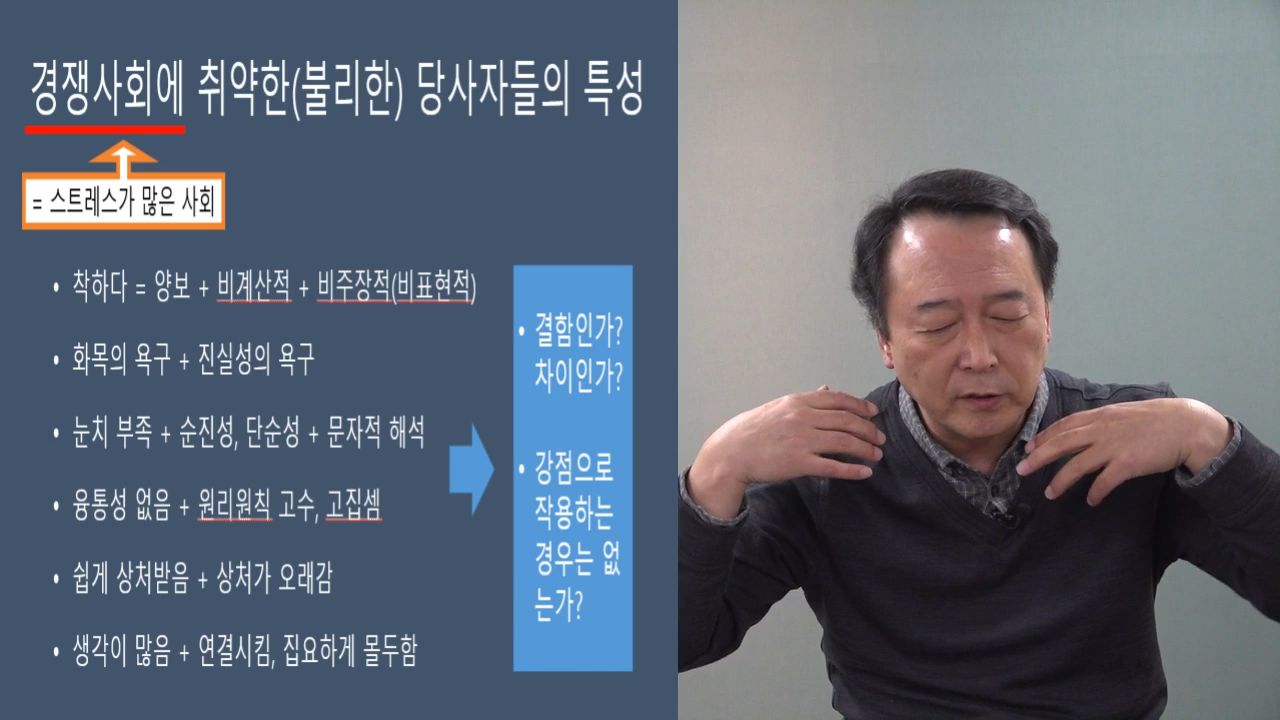 경쟁사회에 취약한(불리한) 당사자들의 특성
= 스트레스가 많은 사회
• 착하다 = 양보 + 비계산적 + 비주장적(비표현적)
• 화목의 욕구 + 진실성의 욕구
• 눈치 부족 + 순진성, 단순성 + 문자적 해석
• 융통성 없음 + 원리원칙 고수, 고집셈
• 쉽게 상처받음 + 상처가 오래감
• 생각이 많음 + 연결시킴, 집요하게 몰두함
• 결함인가?
차이인가?
• 강점으로
작용하는
경우는 없
는가?